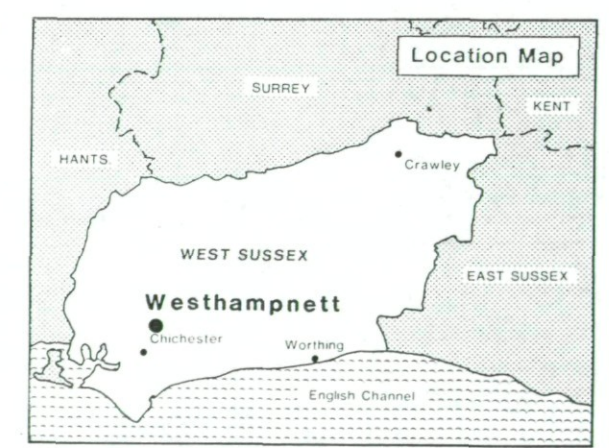 Location Map
SURREY
KENT
HANTS.
Crawley
WEST SUSSEX
EAST SUSSEX
Westhampnett
Chichester
Worthing
English Channel